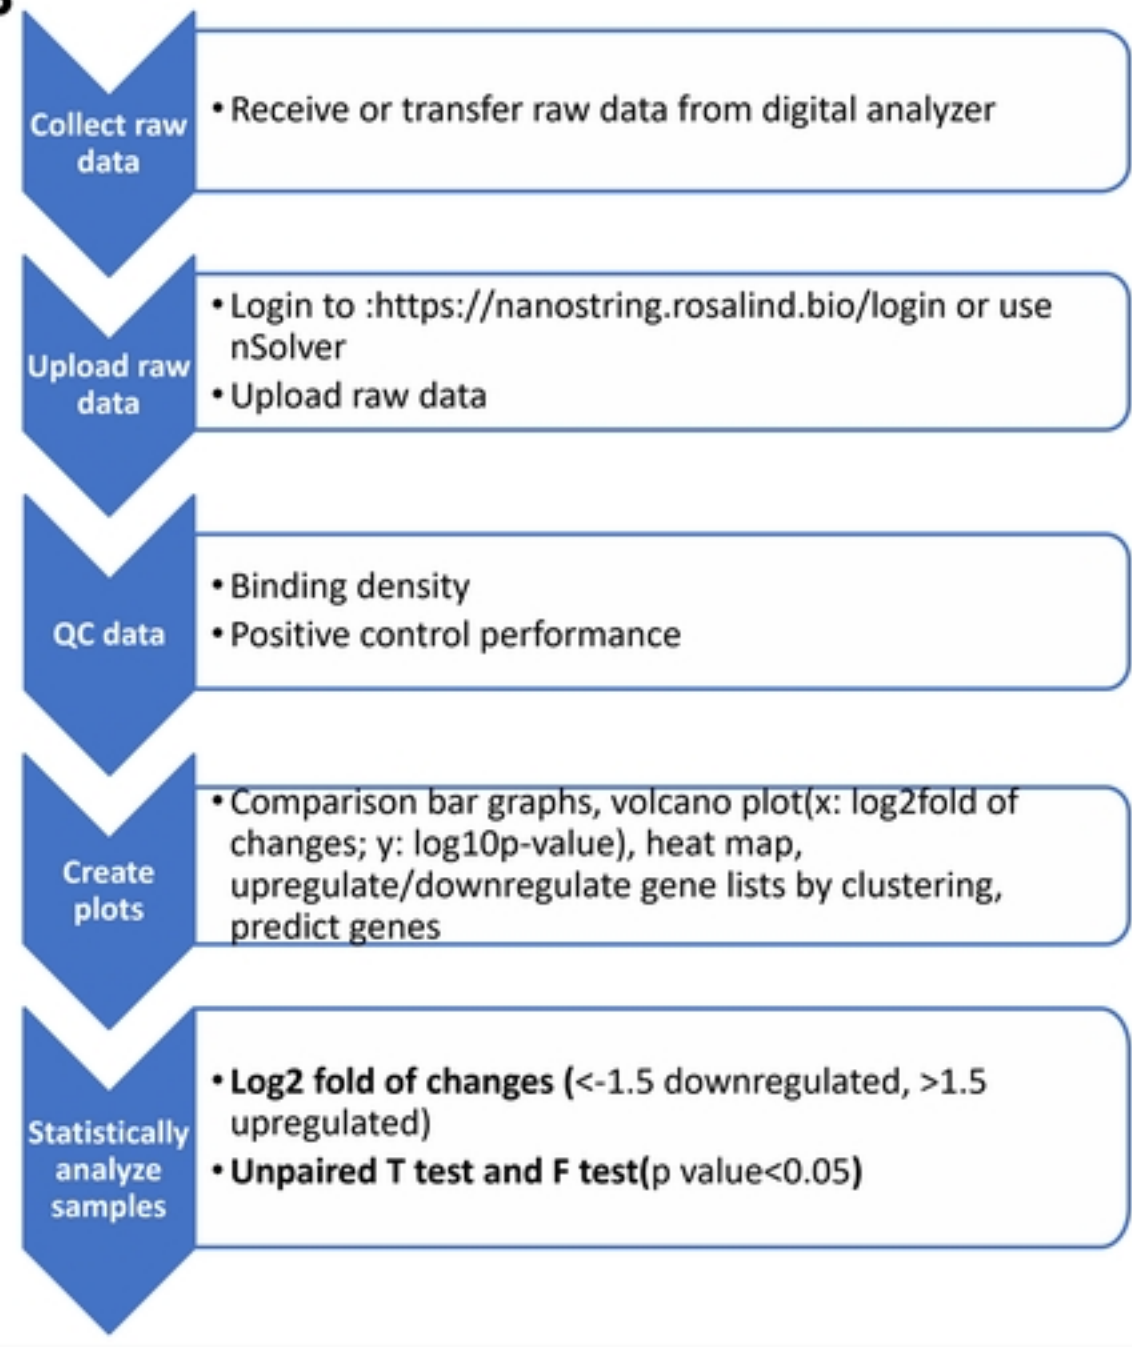 Collect raw
data
• Receive or transfer raw data from digital analyzer
Upload raw
data
• Login to :https://nanostring.rosalind.bio/login or use
nSolver
• Upload raw data
QC data
• Binding density
• Positive control performance
Create
plots
• Comparison bar graphs, volcano plot(x: log2fold of
changes; y: log10p-value), heat map,
upregulate/downregulate gene lists by clustering,
predict genes
Statistically
analyze
samples
• Log2 fold of changes (<-1.5 downregulated, >1.5
upregulated)
• Unpaired T test and F test(p value<0.05)